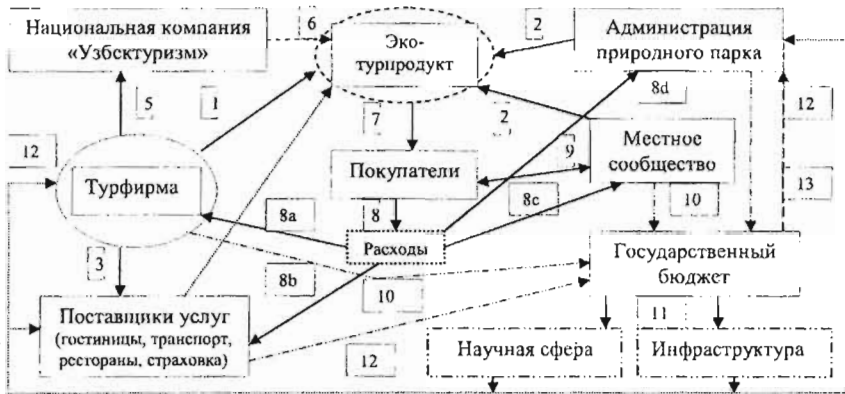 6
2
Национальная компания
«Узбектуризм»
Эко-
турпродукт
Администрация
природного парка
5
1
7
2
8d
12
12
9
Местное
сообщество
Турфирма
Покупатели
13
8a
8
8c
10
3
Расходы
8b
10
Государственный
бюджет
Поставщики услуг
(гостиницы, транспорт,
рестораны, страховка)
11
12
Научная сфера
Инфраструктура